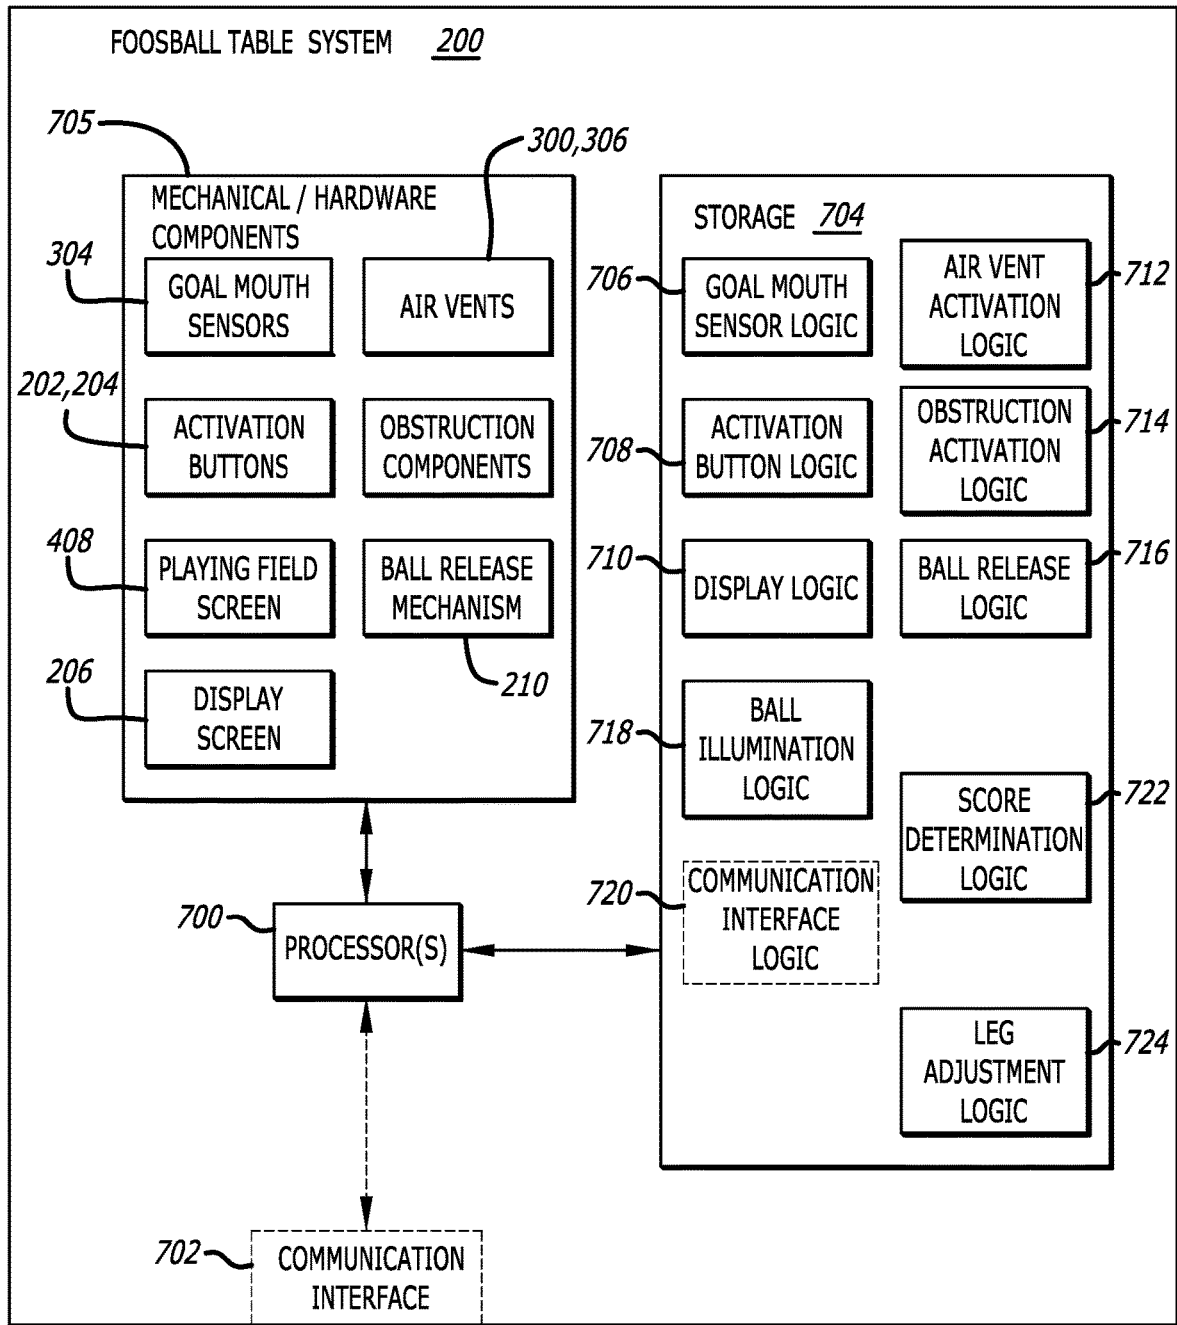 FOOSBALL TABLE SYSTEM 200
705
300,306
MECHANICAL / HARDWARE
COMPONENTS
304
GOAL MOUTH
SENSORS
AIR VENTS
202,204
ACTIVATION
BUTTONS
OBSTRUCTION
COMPONENTS
408
PLAYING FIELD
SCREEN
BALL RELEASE
MECHANISM
206
DISPLAY
SCREEN
210
STORAGE 704
706
GOAL MOUTH
SENSOR LOGIC
AIR VENT
ACTIVATION
LOGIC
712
708
ACTIVATION
BUTTON LOGIC
OBSTRUCTION
ACTIVATION
LOGIC
714
710
DISPLAY LOGIC
BALL RELEASE
LOGIC
716
718
BALL
ILLUMINATION
LOGIC
SCORE
DETERMINATION
LOGIC
722
720
COMMUNICATION
INTERFACE
LOGIC
LEG
ADJUSTMENT
LOGIC
724
700
PROCESSOR(S)
702
COMMUNICATION
INTERFACE